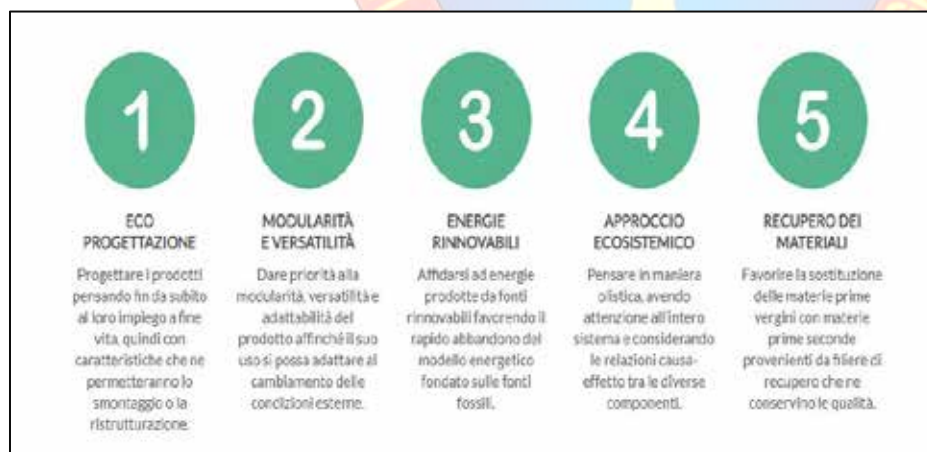 1
ECO
PROGETTAZIONE
Progettare i prodotti
pensando fin da subito
al loro impiego a fine
vita, quindi con
caratteristiche che ne
permetteranno lo
smontaggio o la
ristrutturazione.
2
MODULARITÀ
E VERSATILITÀ
Dare priorità alla
modularità, versatilità e
adattabilità del
prodotto affinché il suo
uso si possa adattare al
cambiamento delle
condizioni esterne.
3
ENERGIE
RINNOVABILI
Affidarsi ad energie
prodotte da fonti
rinnovabili favorendo il
rapido abbandono del
modello energetico
fondato sulle fonti
fossili.
4
APPROCCIO
ECOSISTEMICO
Pensare in maniera
olistica, avendo
attenzione all'intero
sistema e considerando
le relazioni causa-
effetto tra le diverse
componenti.
5
RECUPERO DEI
MATERIALI
Favorire la sostituzione
delle materie prime
vergini con materie
prime seconde
provenienti da filiere di
recupero che ne
conservino le qualità.